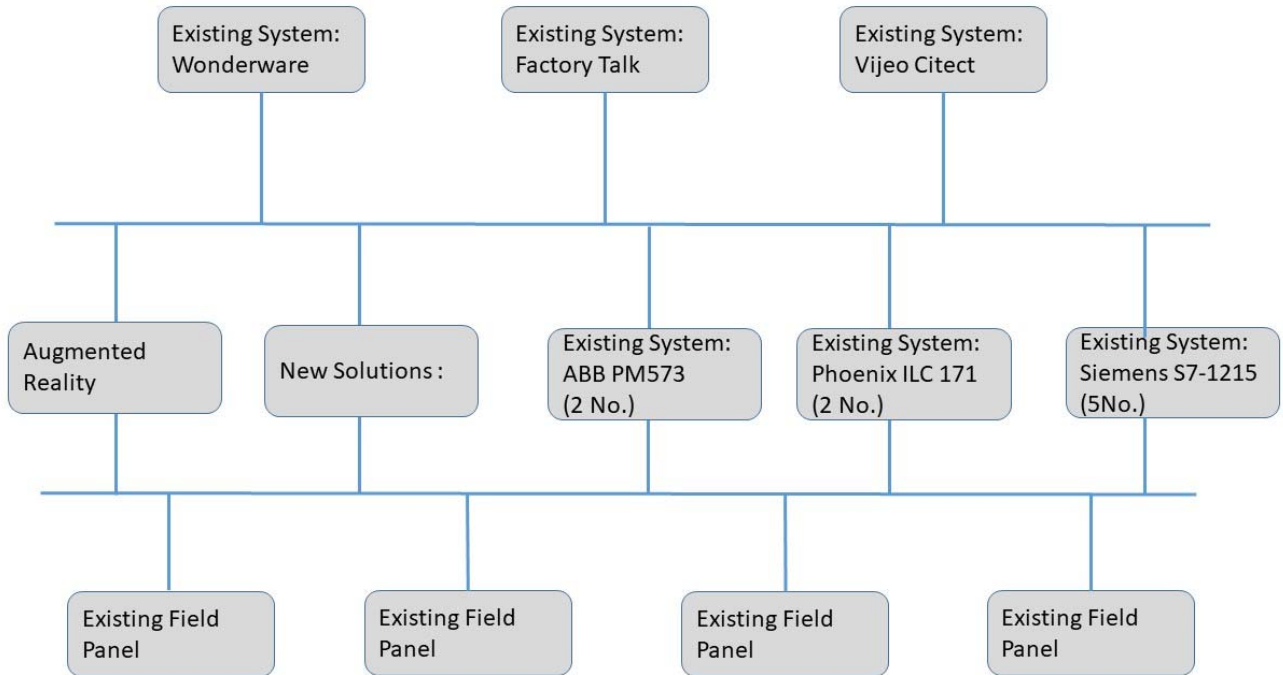 Existing System:
Wonderware
Existing System:
Factory Talk
Existing System:
Vijeo Citect
Augmented
Reality
New Solutions :
Existing System:
ABB PM573
(2 No.)
Existing System:
Phoenix ILC 171
(2 No.)
Existing System:
Siemens S7-1215
(5No.)
Existing Field
Panel
Existing Field
Panel
Existing Field
Panel
Existing Field
Panel